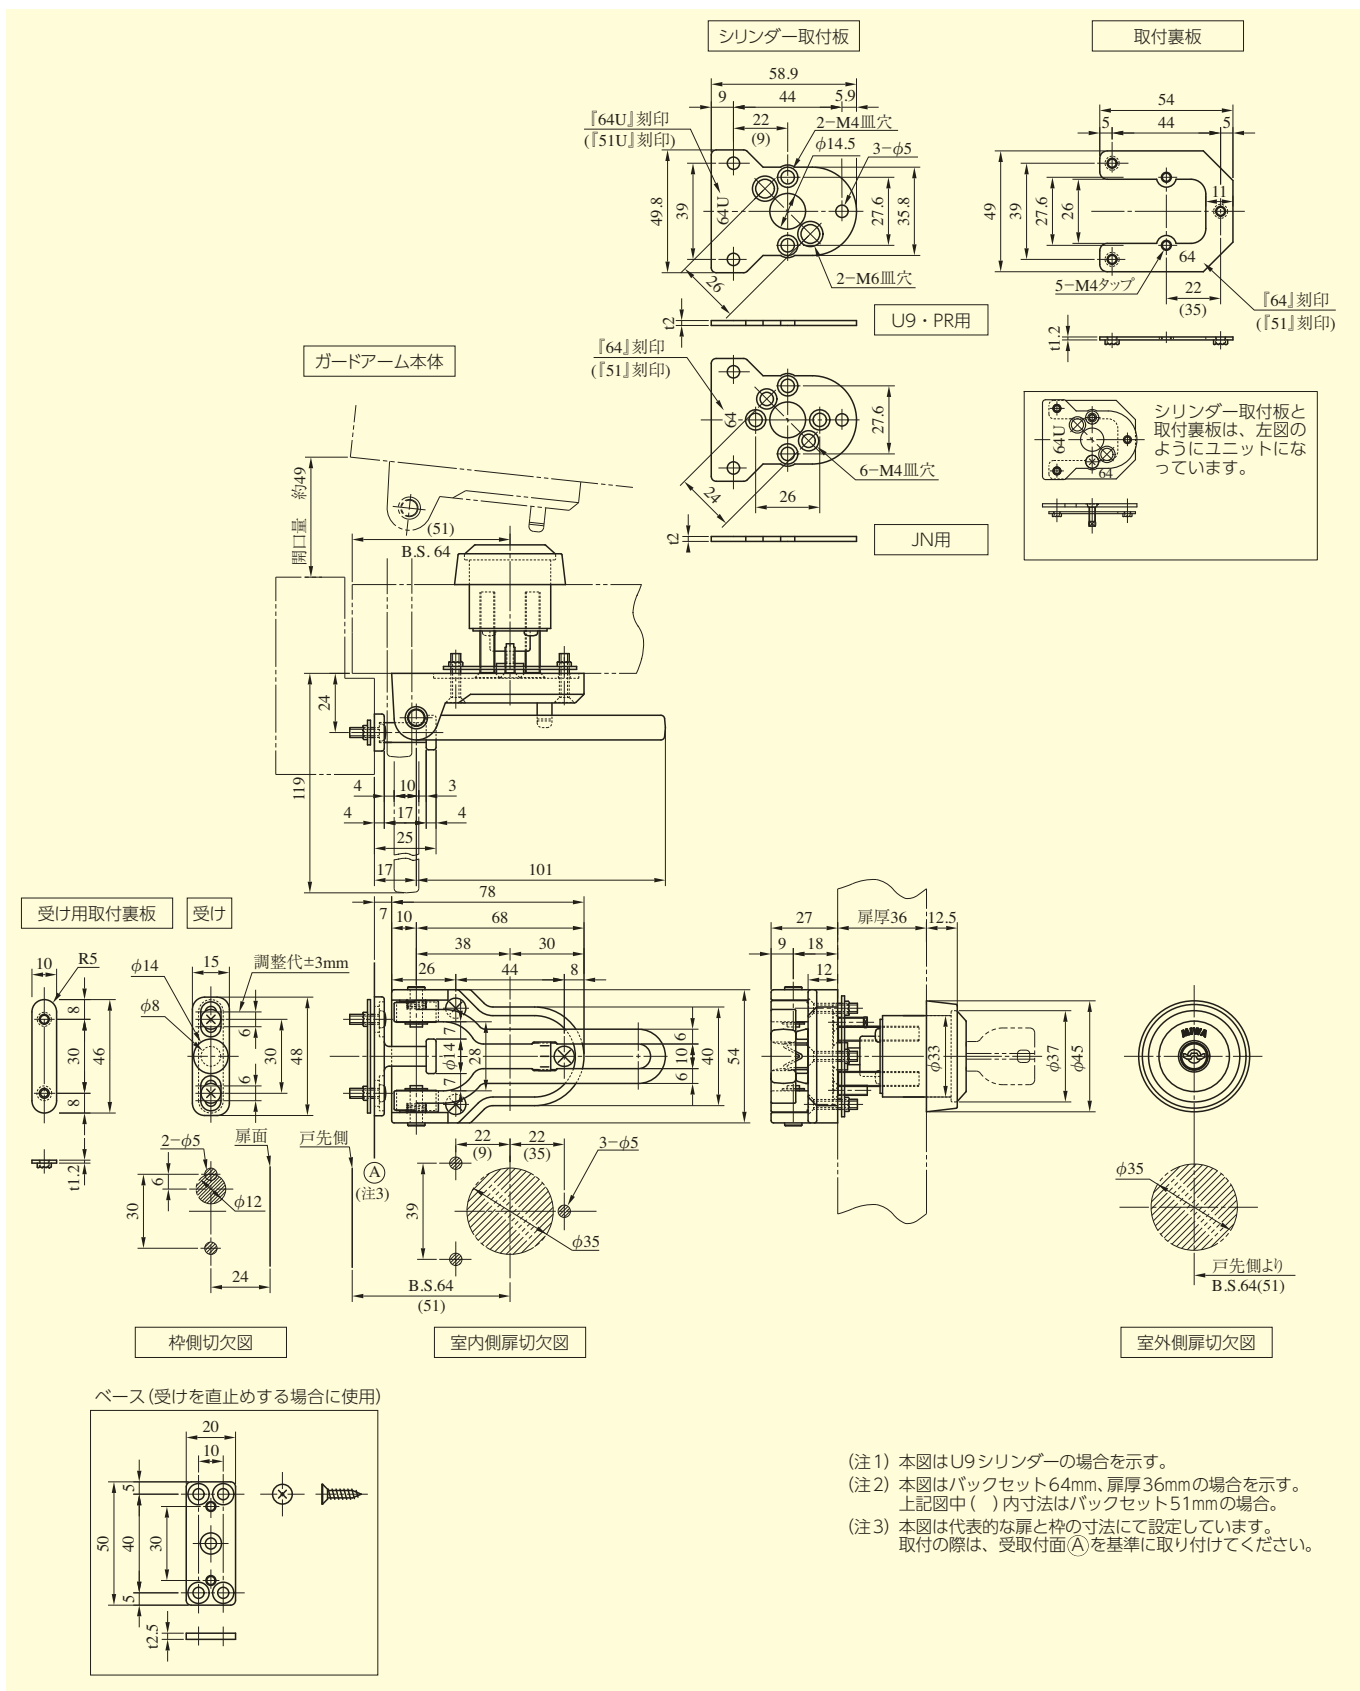 シリンダー取付板
58.9
9
44
5.9
22
(9)
『64U』刻印
(『51U』刻印)
2−M4皿穴
φ14.5
3−φ5
49.8
39
64U
27.6
35.8
26
2−M6皿穴
t2
U9・PR用
取付裏板
54
5
44
5
49
39
27.6
26
11
64
5−M4タップ
22
(35)
『64』刻印
(『51』刻印)
t1.2
『64』刻印
(『51』刻印)
64
27.6
6−M4皿穴
24
26
t2
JN用
64U
64
シリンダー取付板と
取付裏板は、左図の
ようにユニットにな
っています。
ガードアーム本体
開口量 約49
(51)
B.S. 64
24
119
4
10
3
4
17
4
25
17
101
78
7
10
68
38
30
26
44
8
7
φ14
28
7
6
10
6
40
54
受け用取付裏板
受け
10
R5
8
30
46
8
t1.2
φ14
φ8
15
調整代±3mm
6
30
48
6
2−φ5
扉面
6
30
φ12
24
枠側切欠図
戸先側
A
(注3)
22
(9)
22
(35)
3−φ5
39
φ35
B.S.64
(51)
室内側扉切欠図
27
扉厚36
12.5
9
18
12
φ33
φ37
φ45
MIWA
φ35
戸先側より
B.S.64(51)
室外側扉切欠図
ベース(受けを直止めする場合に使用)
20
10
5
50
40
30
5
t2.5
(注1) 本図はU9シリンダーの場合を示す。
(注2) 本図はバックセット64mm、扉厚36mmの場合を示す。
上記図中( )内寸法はバックセット51mmの場合。
(注3) 本図は代表的な扉と枠の寸法にて設定しています。
取付の際は、受取付面Ⓐを基準に取り付けてください。